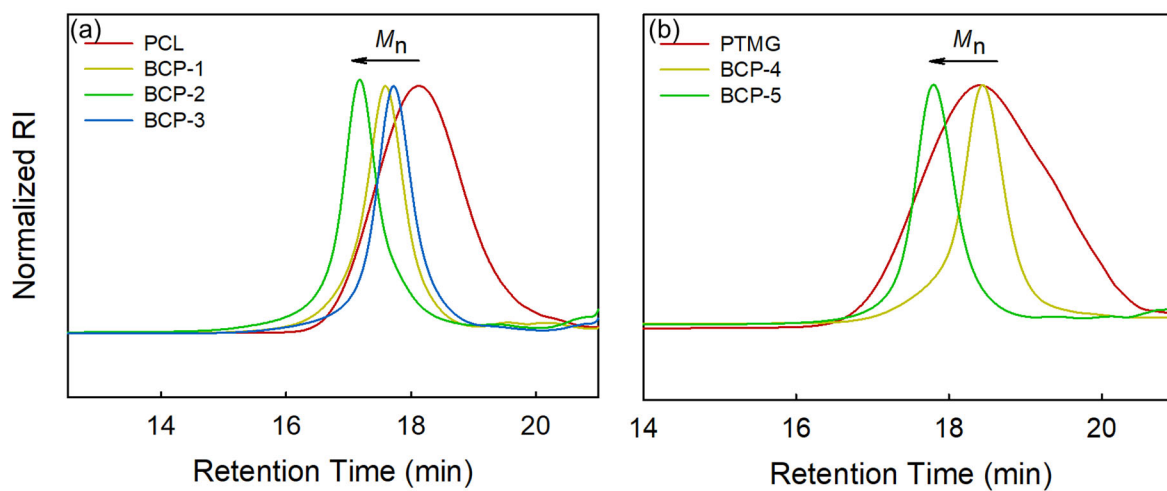 (a)
Mn
PCL
BCP-1
BCP-2
BCP-3
Normalized RI
14 16 18 20
Retention Time (min)
(b)
Mn
PTMG
BCP-4
BCP-5
14 16 18 20
Retention Time (min)